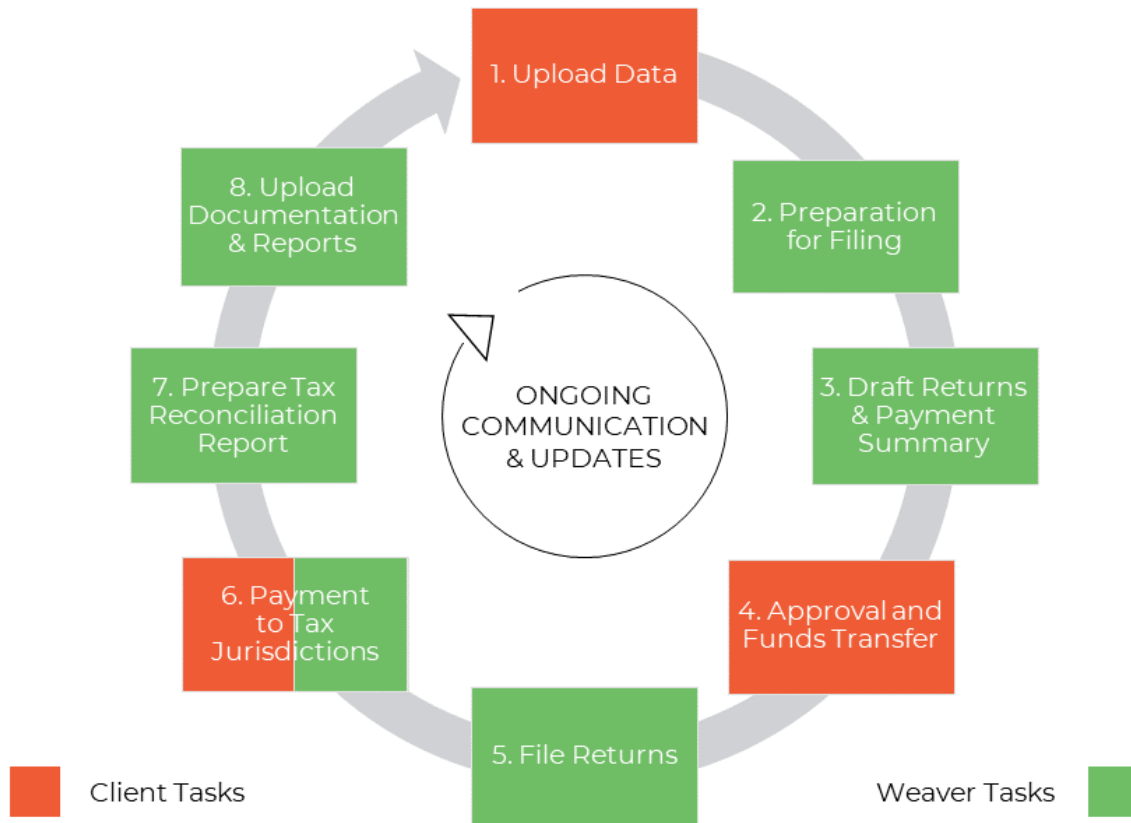 1. Upload Data
2. Preparation
for Filing
3. Draft Returns
& Payment
Summary
4. Approval and
Funds Transfer
5. File Returns
6. Payment
to Tax
Jurisdictions
7. Prepare Tax
Reconciliation
Report
8. Upload
Documentation
& Reports
ONGOING
COMMUNICATION
& UPDATES
Client Tasks
Weaver Tasks